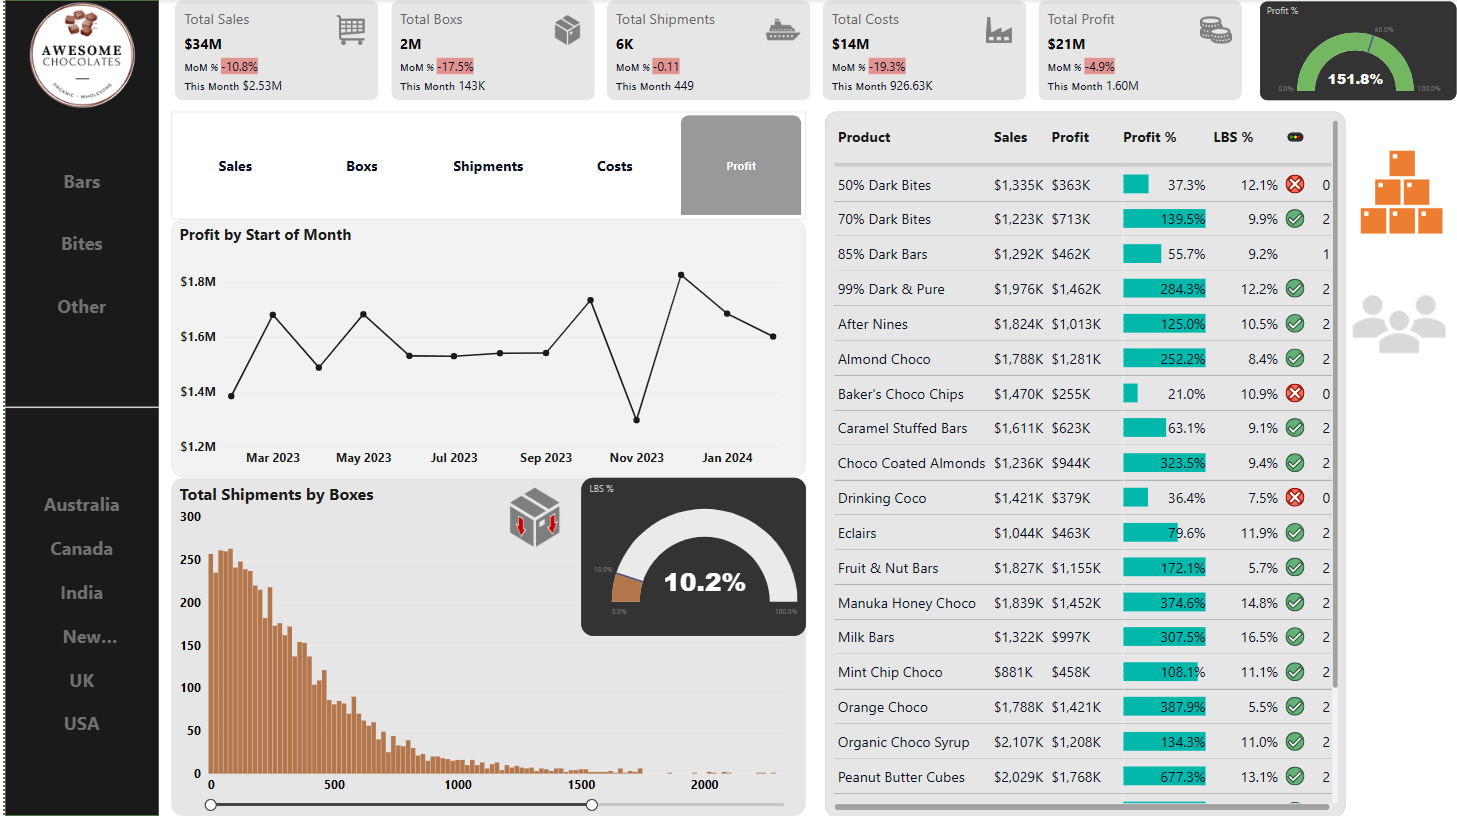 AWESOME
CHOCOLATES
ORGANIC - WHOLESOME
Bars
Bites
Other
Australia
Canada
India
New...
UK
USA
Total Sales
$34M
MoM % -10.8%
This Month $2.53M
Total Boxs
2M
MoM % -17.5%
This Month 143K
Total Shipments
6K
MoM % -0.11
This Month 449
Total Costs
$14M
MoM % -19.3%
This Month 926.63K
Total Profit
$21M
MoM % -4.9%
This Month 1.60M
Profit %
60.0%
151.8%
0.0% 100.0%
Sales Boxs Shipments Costs Profit
Profit by Start of Month
$1.8M
$1.6M
$1.4M
$1.2M
Mar 2023 May 2023 Jul 2023 Sep 2023 Nov 2023 Jan 2024
Total Shipments by Boxes
300
250
200
150
100
50
0
0 500 1000 1500 2000
LBS %
10.0%
10.2%
0.0% 100.0%
Product Sales Profit Profit % LBS %
50% Dark Bites $1,335K $363K 37.3% 12.1% 0
70% Dark Bites $1,223K $713K 139.5% 9.9% 2
85% Dark Bars $1,292K $462K 55.7% 9.2% 1
99% Dark & Pure $1,976K $1,462K 284.3% 12.2% 2
After Nines $1,824K $1,013K 125.0% 10.5% 2
Almond Choco $1,788K $1,281K 252.2% 8.4% 2
Baker's Choco Chips $1,470K $255K 21.0% 10.9% 0
Caramel Stuffed Bars $1,611K $623K 63.1% 9.1% 2
Choco Coated Almonds $1,236K $944K 323.5% 9.4% 2
Drinking Coco $1,421K $379K 36.4% 7.5% 0
Eclairs $1,044K $463K 79.6% 11.9% 2
Fruit & Nut Bars $1,827K $1,155K 172.1% 5.7% 2
Manuka Honey Choco $1,839K $1,452K 374.6% 14.8% 2
Milk Bars $1,322K $997K 307.5% 16.5% 2
Mint Chip Choco $881K $458K 108.1% 11.1% 2
Orange Choco $1,788K $1,421K 387.9% 5.5% 2
Organic Choco Syrup $2,107K $1,208K 134.3% 11.0% 2
Peanut Butter Cubes $2,029K $1,768K 677.3% 13.1% 2